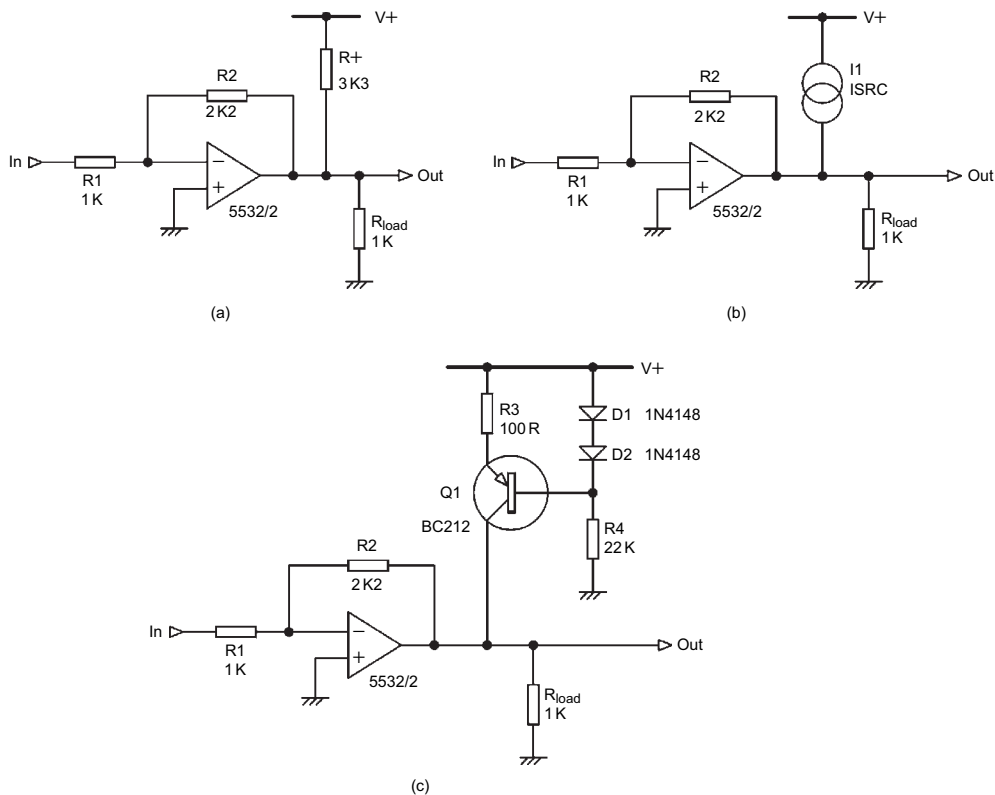 V+
R+
3K3
R2
2K2
In
R1
1K
−
+
5532/2
Out
Rload
1K
(a)
V+
I1
ISRC
R2
2K2
In
R1
1K
−
+
5532/2
Out
Rload
1K
(b)
V+
R3
100R
D1 1N4148
D2 1N4148
Q1
BC212
R4
22K
R2
2K2
In
R1
1K
−
+
5532/2
Out
Rload
1K
(c)